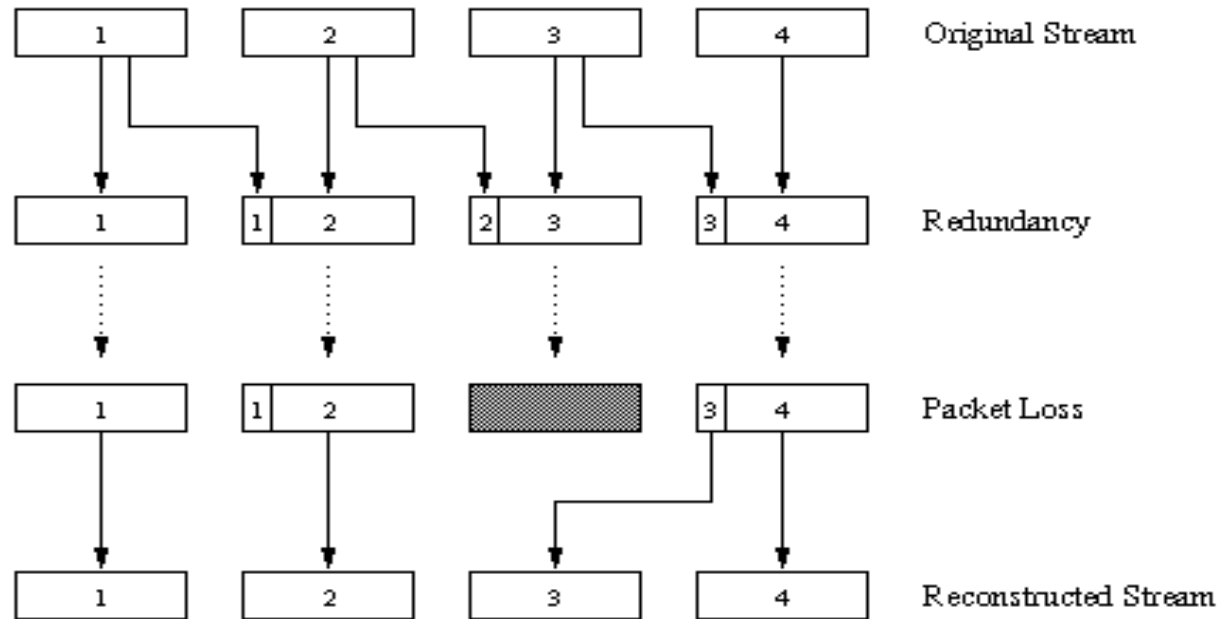 1 2 3 4 Original Stream
1 1 2 2 3 3 4 Redundancy
1 1 2 3 4 Packet Loss
1 2 3 4 Reconstructed Stream